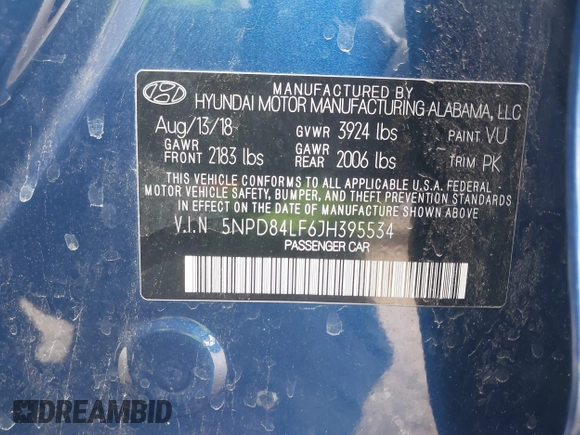 MANUFACTURED BY
HYUNDAI MOTOR MANUFACTURING ALABAMA, LLC
Aug/13/18 GVWR 3924 lbs PAINT VU
GAWR FRONT 2183 lbs GAWR REAR 2006 lbs TRIM PK
THIS VEHICLE CONFORMS TO ALL APPLICABLE U.S.A. FEDERAL
MOTOR VEHICLE SAFETY, BUMPER, AND THEFT PREVENTION STANDARDS
IN EFFECT ON THE DATE OF MANUFACTURE SHOWN ABOVE.
V.I.N 5NPD84LF6JH395534
PASSENGER CAR
DREAMBID